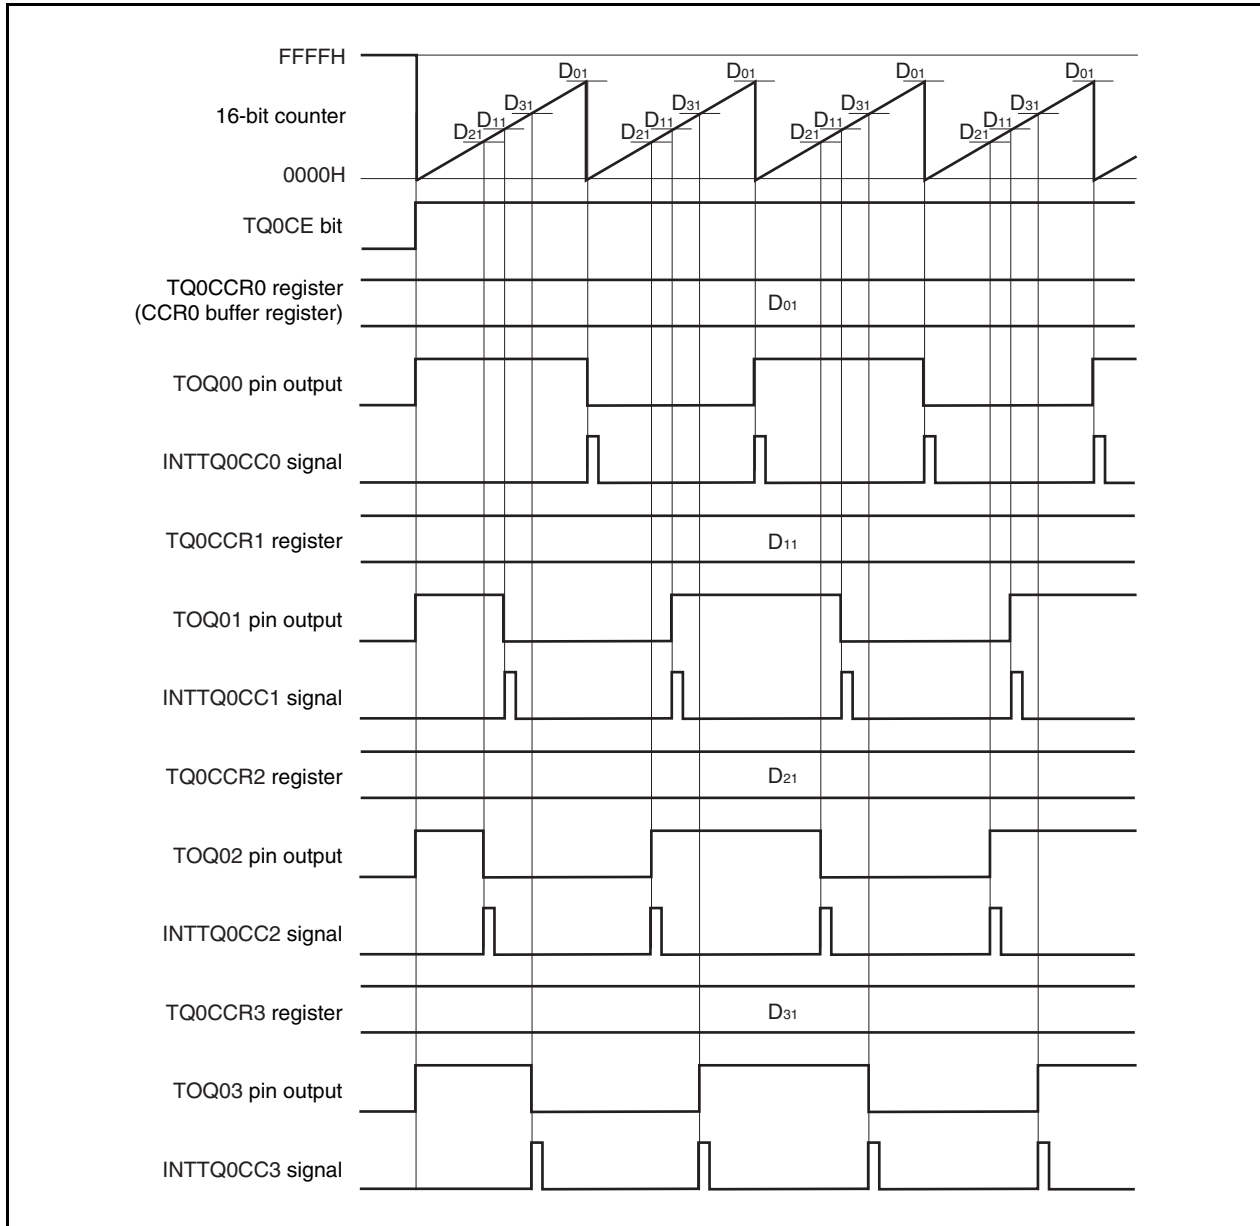 FFFFH
D01 D01 D01 D01
D31 D31 D31 D31
16-bit counter
D11 D11 D11 D11
D21 D21 D21 D21
0000H
TQ0CE bit
TQ0CCR0 register
(CCR0 buffer register)
D01
TOQ00 pin output
INTTQ0CC0 signal
TQ0CCR1 register
D11
TOQ01 pin output
INTTQ0CC1 signal
TQ0CCR2 register
D21
TOQ02 pin output
INTTQ0CC2 signal
TQ0CCR3 register
D31
TOQ03 pin output
INTTQ0CC3 signal